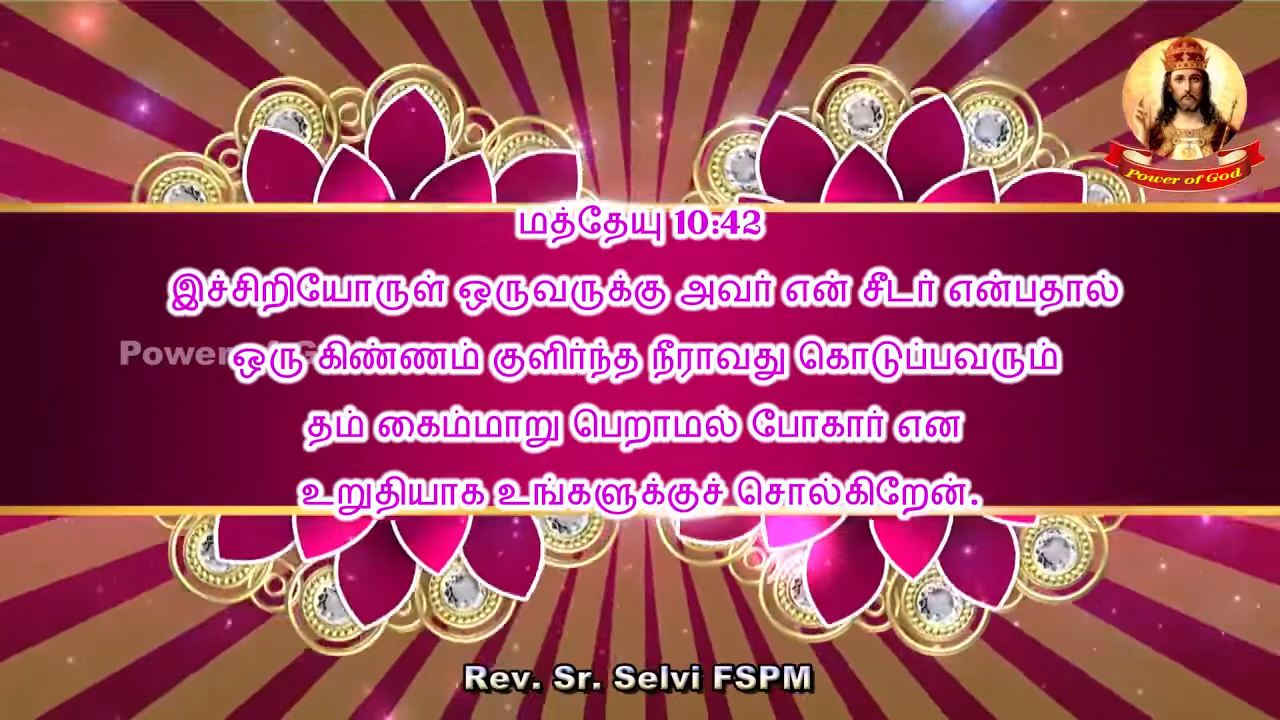 Power of God
மத்தேயு 10:42
இச்சிறியோருள் ஒருவருக்கு அவர் என் சீடர் என்பதால்
ஒரு கிண்ணம் குளிர்ந்த நீராவது கொடுப்பவரும்
தம் கைம்மாறு பெறாமல் போகார் என
உறுதியாக உங்களுக்குச் சொல்கிறேன்.
Rev. Sr. Selvi FSPM